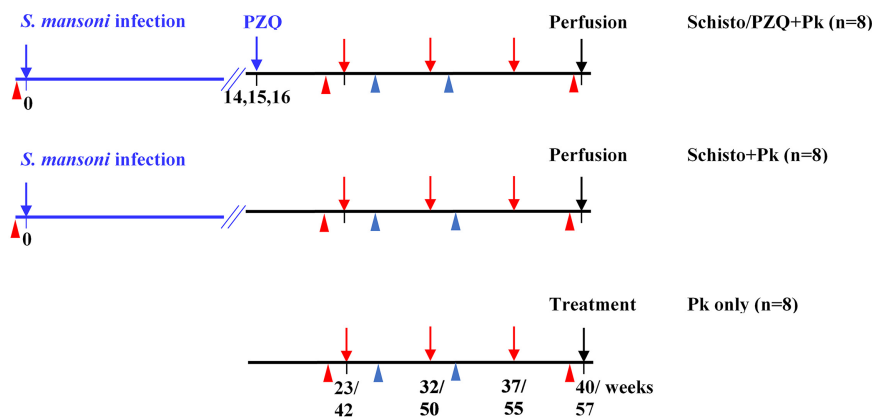 S. mansoni infection PZQ Perfusion Schisto/PZQ+Pk (n=8)
0 14,15,16
S. mansoni infection Perfusion Schisto+Pk (n=8)
0
Treatment Pk only (n=8)
23/ 32/ 37/ 40/ weeks
42 50 55 57